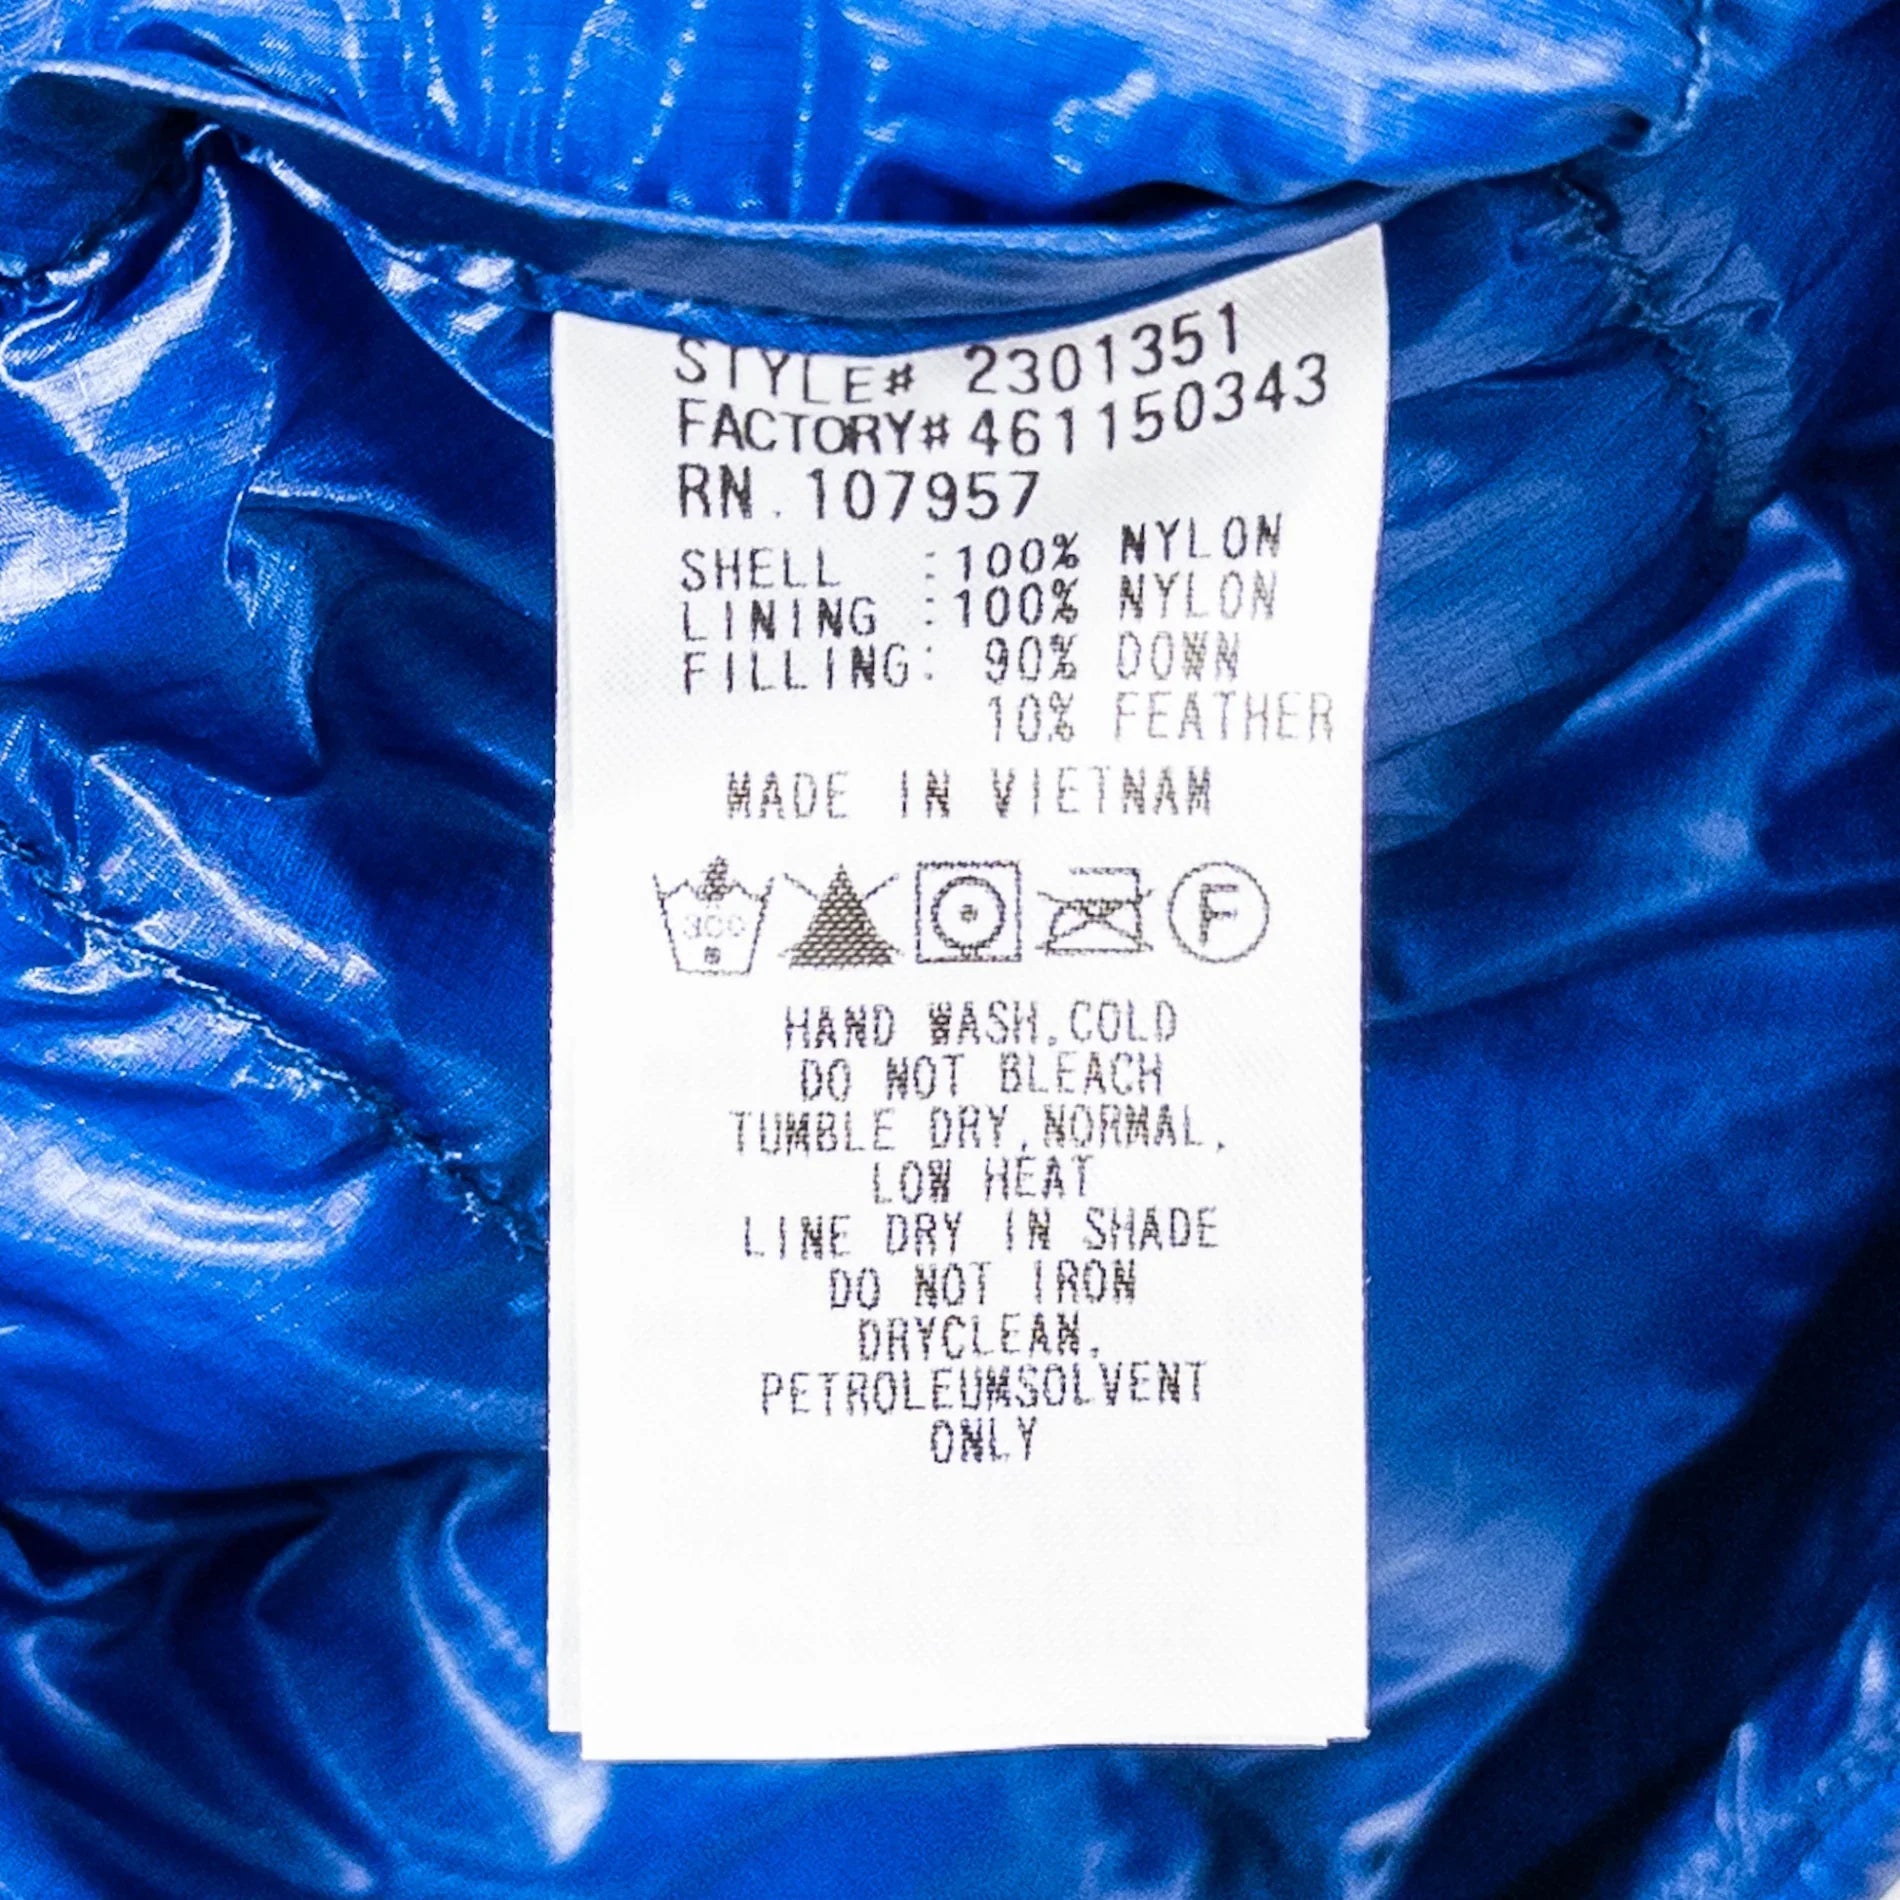 STYLE# 2301351
FACTORY# 461150343
RN. 107957
SHELL :100% NYLON
LINING :100% NYLON
FILLING: 90% DOWN
10% FEATHER
MADE IN VIETNAM
F
HAND WASH,COLD
DO NOT BLEACH
TUMBLE DRY,NORMAL,
LOW HEAT
LINE DRY IN SHADE
DO NOT IRON
DRYCLEAN,
PETROLEUMSOLVENT
ONLY